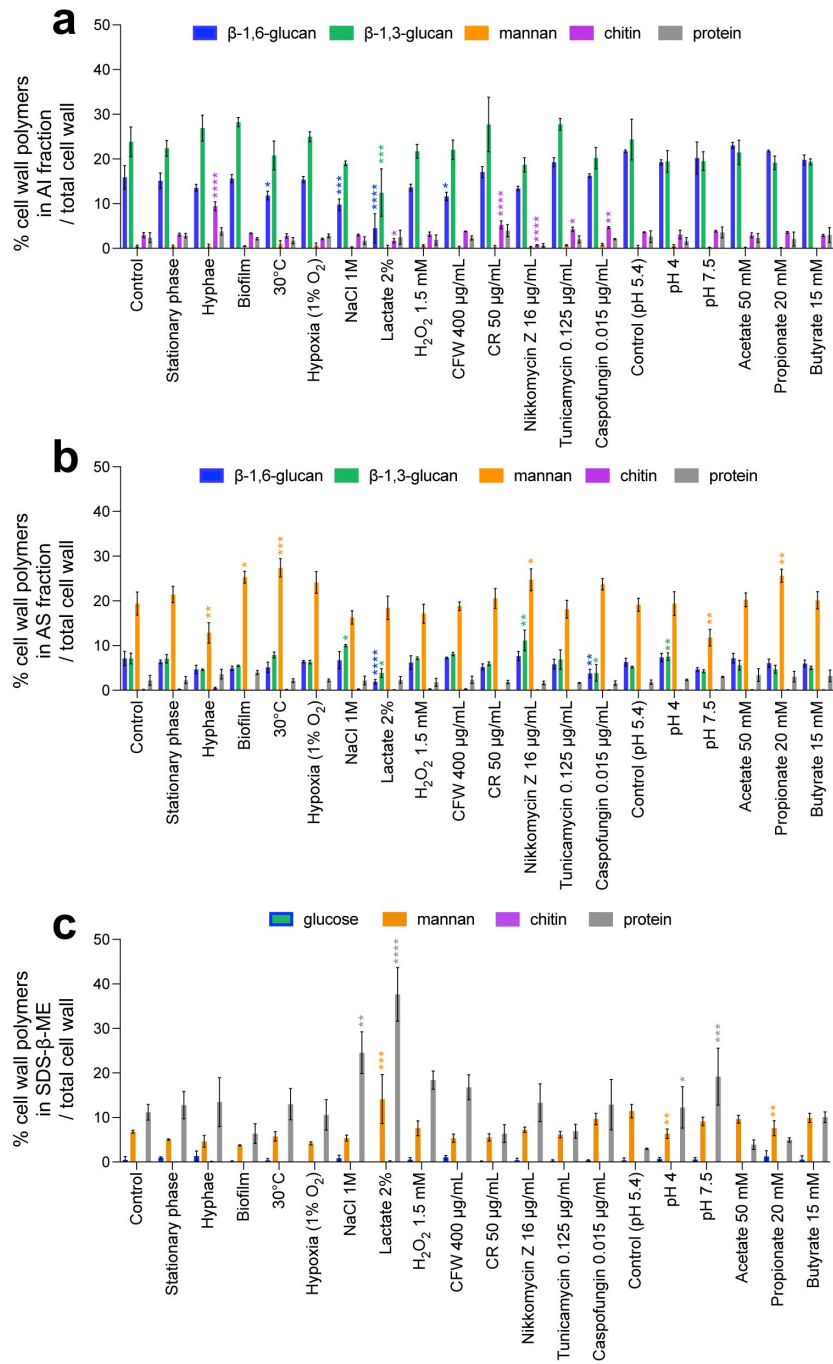 a
β-1,6-glucan β-1,3-glucan mannan chitin protein
% cell wall polymers
in AI fraction
/ total cell wall
50
40
30
20
10
0
*
****
*
***
****
***
*
*
****
****
*
**
Control
Stationary phase
Hyphae
Biofilm
30°C
Hypoxia (1% O₂)
NaCl 1M
Lactate 2%
H₂O₂ 1.5 mM
CFW 400 µg/mL
CR 50 µg/mL
Nikkomycin Z 16 µg/mL
Tunicamycin 0.125 µg/mL
Caspofungin 0.015 µg/mL
Control (pH 5.4)
pH 4
pH 7.5
Acetate 50 mM
Propionate 20 mM
Butyrate 15 mM
b
β-1,6-glucan β-1,3-glucan mannan chitin protein
% cell wall polymers
in AS fraction
/ total cell wall
50
40
30
20
10
0
**
*
***
*
****
*
**
*
**
*
**
**
**
Control
Stationary phase
Hyphae
Biofilm
30°C
Hypoxia (1% O₂)
NaCl 1M
Lactate 2%
H₂O₂ 1.5 mM
CFW 400 µg/mL
CR 50 µg/mL
Nikkomycin Z 16 µg/mL
Tunicamycin 0.125 µg/mL
Caspofungin 0.015 µg/mL
Control (pH 5.4)
pH 4
pH 7.5
Acetate 50 mM
Propionate 20 mM
Butyrate 15 mM
c
glucose mannan chitin protein
% cell wall polymers
in SDS-β-ME
/ total cell wall
50
40
30
20
10
0
**
***
****
**
*
***
**
Control
Stationary phase
Hyphae
Biofilm
30°C
Hypoxia (1% O₂)
NaCl 1M
Lactate 2%
H₂O₂ 1.5 mM
CFW 400 µg/mL
CR 50 µg/mL
Nikkomycin Z 16 µg/mL
Tunicamycin 0.125 µg/mL
Caspofungin 0.015 µg/mL
Control (pH 5.4)
pH 4
pH 7.5
Acetate 50 mM
Propionate 20 mM
Butyrate 15 mM